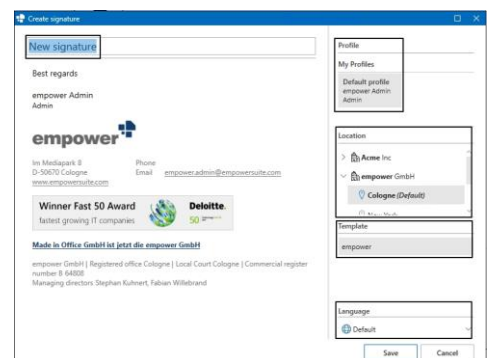 Create signature
New signature
Best regards
empower Admin
Admin
empower
Im Mediapark 8
D-50670 Cologne
www.empowersuite.com
Phone
Email empower.admin@empowersuite.com
Winner Fast 50 Award
fastest growing IT companies
Deloitte.
50
Made in Office GmbH ist jetzt die empower GmbH
empower GmbH | Registered office Cologne | Local Court Cologne | Commercial register
number B 64808
Managing directors Stephan Kuhnert, Fabian Willebrand
Profile
My Profiles
Default profile
empower Admin
Admin
Location
Acme Inc
empower GmbH
Cologne (Default)
New York
Template
empower
Language
Default
Save Cancel